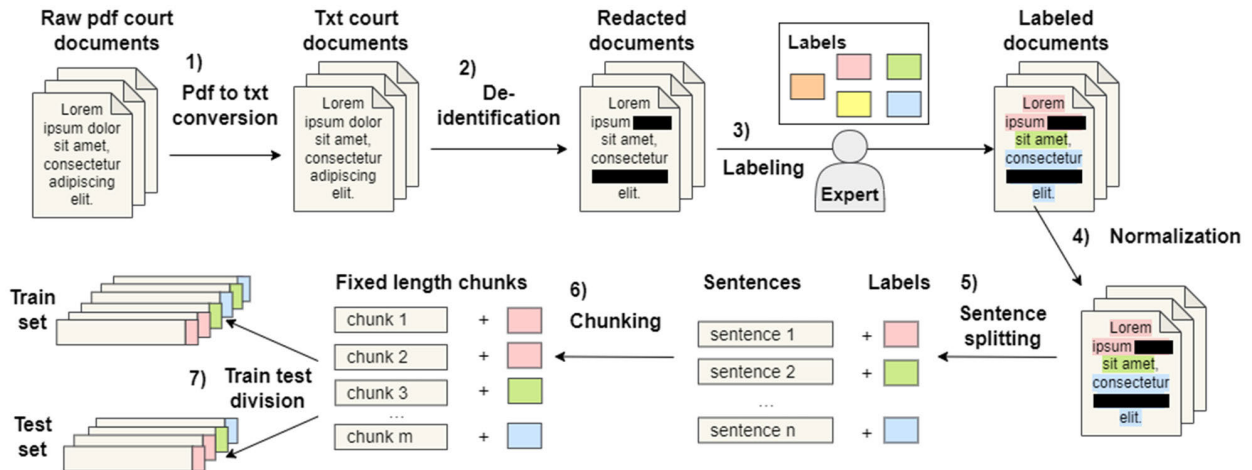 Raw pdf court
documents
Lorem
ipsum dolor
sit amet,
consectetur
adipiscing
elit.
1)
Pdf to txt
conversion
Txt court
documents
Lorem
ipsum dolor
sit amet,
consectetur
adipiscing
elit.
2)
De-
identification
Redacted
documents
Lorem
ipsum
sit amet,
consectetur
elit.
3)
Labeling
Labels
Expert
Labeled
documents
Lorem
ipsum
sit amet,
consectetur
elit.
4) Normalization
Lorem
ipsum
sit amet,
consectetur
elit.
5)
Sentence
splitting
Sentences
Labels
sentence 1 +
sentence 2 +
...
sentence n +
6)
Chunking
Fixed length chunks
chunk 1 +
chunk 2 +
chunk 3 +
...
chunk m +
7) Train test
division
Train
set
Test
set